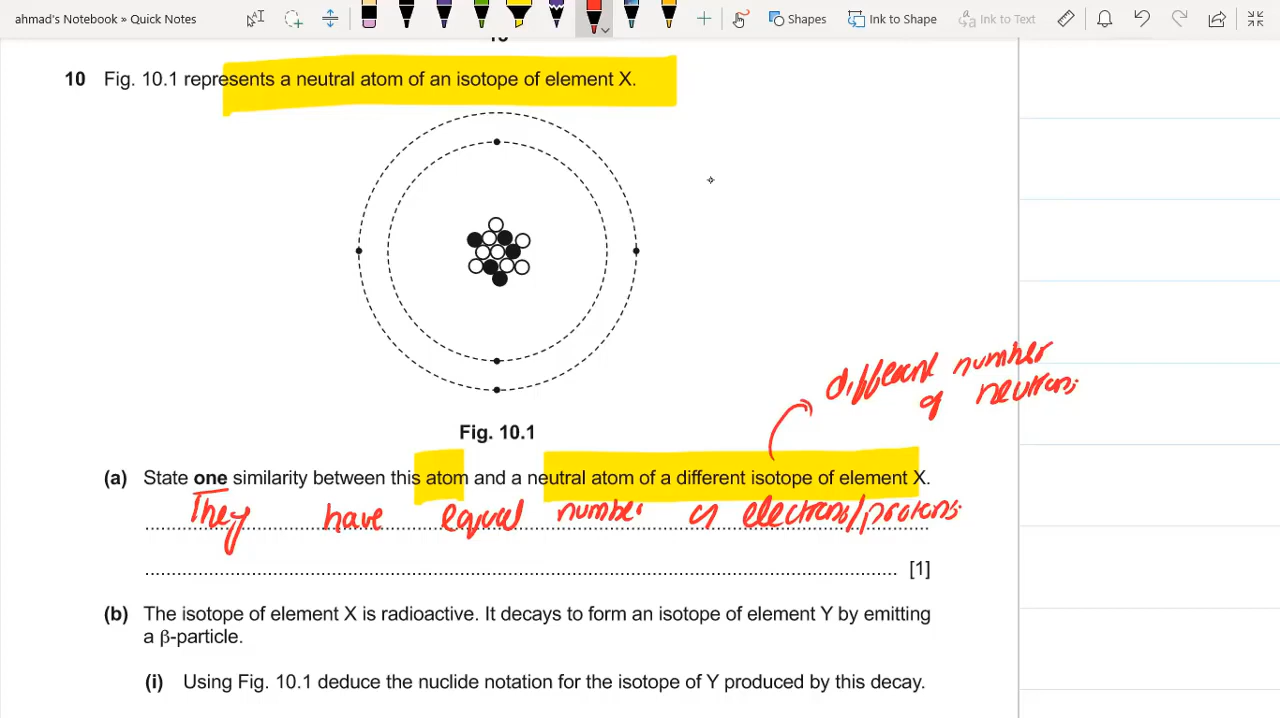 ahmad's Notebook » Quick Notes
Shapes
Ink to Shape
Ink to Text
10 Fig. 10.1 represents a neutral atom of an isotope of element X.
Fig. 10.1
different number
of neutrons
(a) State one similarity between this atom and a neutral atom of a different isotope of element X.
They have equal number of electrons/protons.
[1]
(b) The isotope of element X is radioactive. It decays to form an isotope of element Y by emitting
a β-particle.
(i) Using Fig. 10.1 deduce the nuclide notation for the isotope of Y produced by this decay.